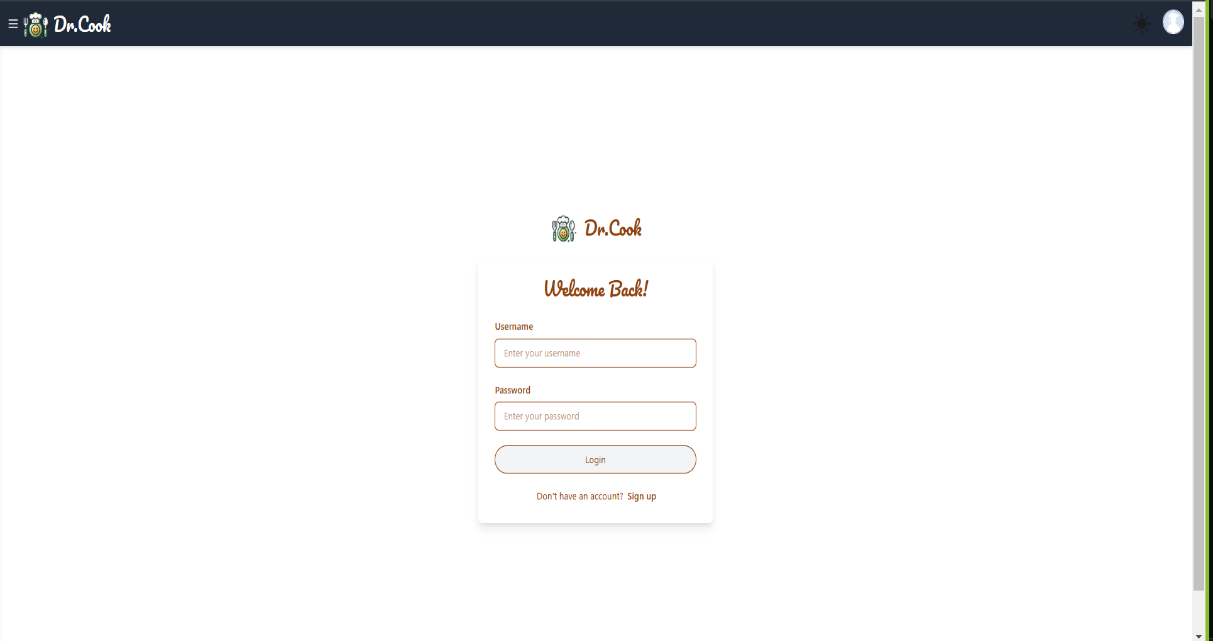 Dr.Cook
Dr.Cook
Welcome Back!
Username
Enter your username
Password
Enter your password
Login
Don't have an account? Sign up